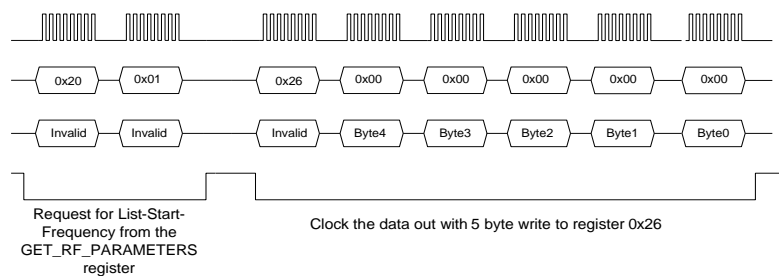 0x20 0x01 0x26 0x00 0x00 0x00 0x00 0x00
Invalid Invalid Invalid Byte4 Byte3 Byte2 Byte1 Byte0
Request for List-Start-
Frequency from the
GET_RF_PARAMETERS
register
Clock the data out with 5 byte write to register 0x26